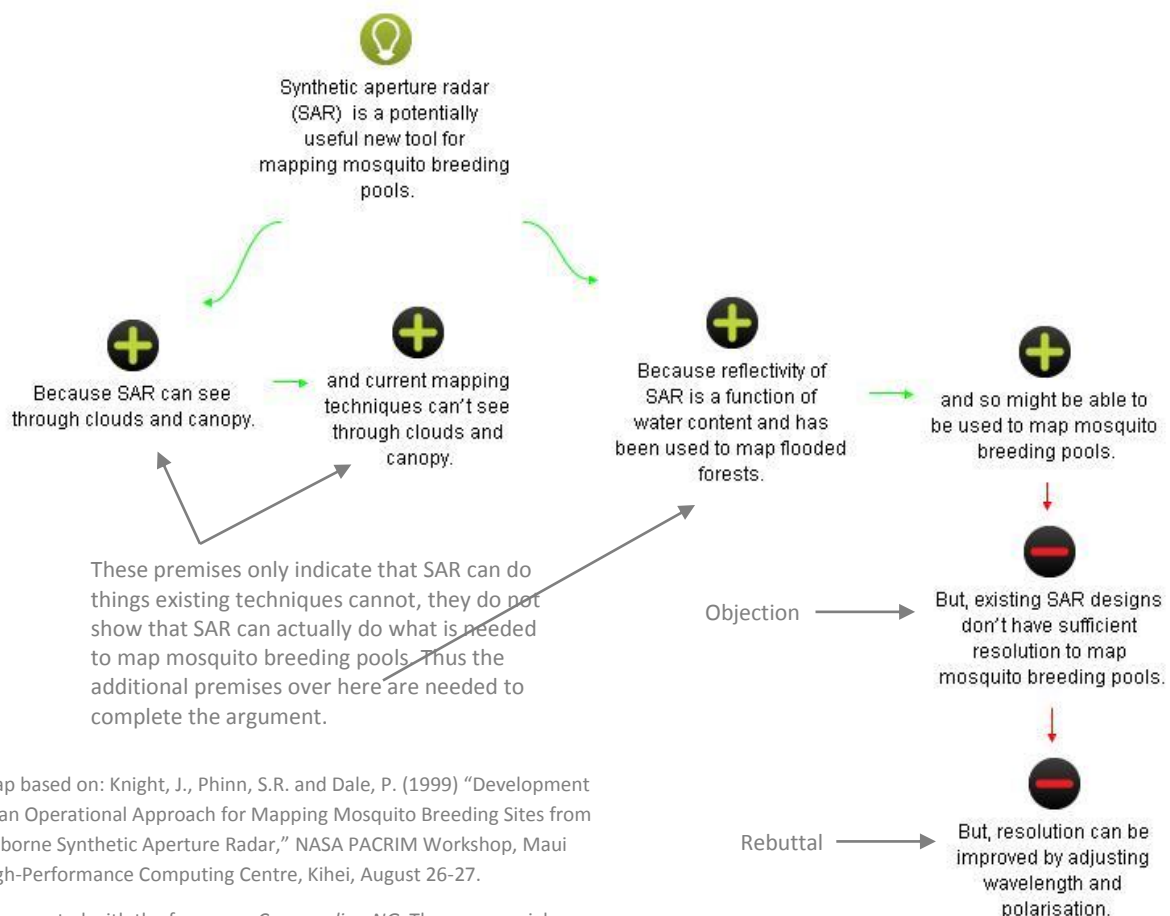 Synthetic aperture radar
(SAR) is a potentially
useful new tool for
mapping mosquito breeding
pools.
Because SAR can see
through clouds and canopy.
and current mapping
techniques can't see
through clouds and
canopy.
Because reflectivity of
SAR is a function of
water content and has
been used to map flooded
forests.
and so might be able to
be used to map mosquito
breeding pools.
These premises only indicate that SAR can do
things existing techniques cannot, they do not
show that SAR can actually do what is needed
to map mosquito breeding pools. Thus the
additional premises over here are needed to
complete the argument.
Objection
But, existing SAR designs
don't have sufficient
resolution to map
mosquito breeding pools.
Rebuttal
But, resolution can be
improved by adjusting
wavelength and
polarisation.
ap based on: Knight, J., Phinn, S.R. and Dale, P. (1999) “Development
an Operational Approach for Mapping Mosquito Breeding Sites from
borne Synthetic Aperture Radar,” NASA PACRIM Workshop, Maui
gh-Performance Computing Centre, Kihei, August 26-27.